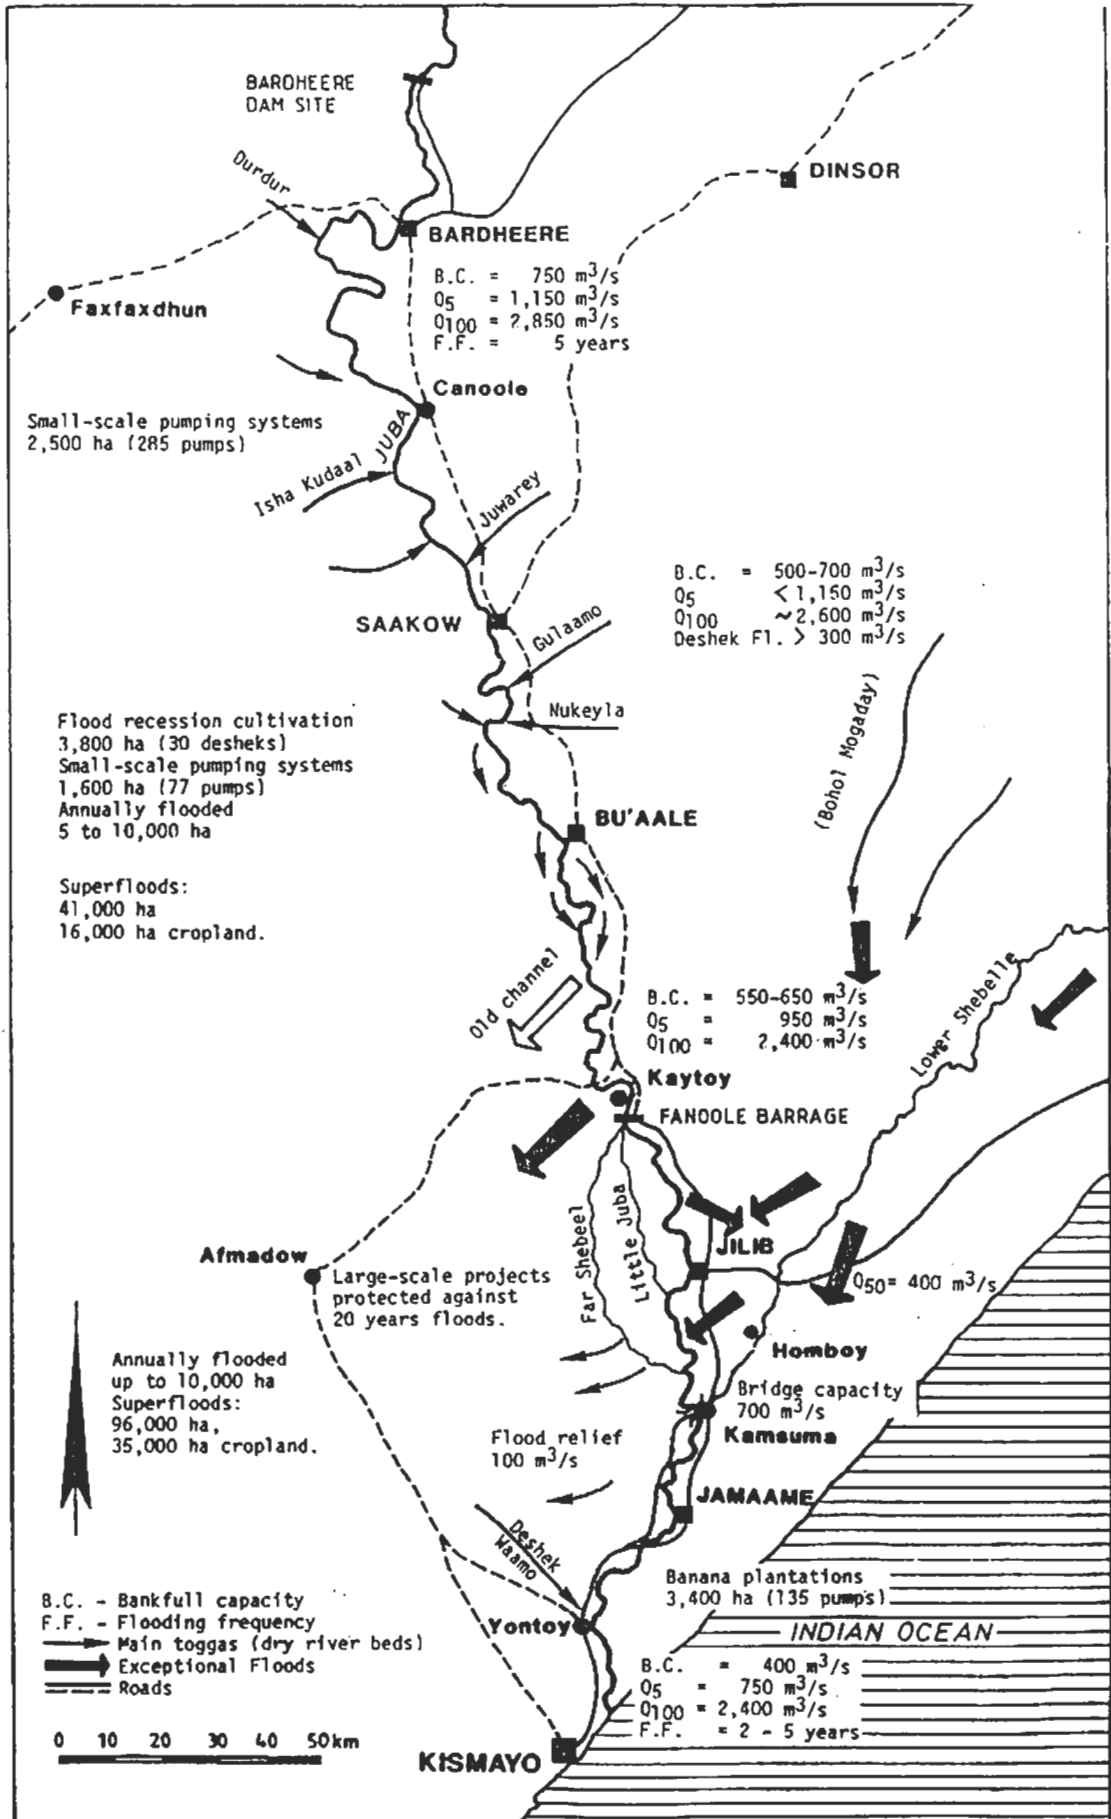 BARDHEERE
DAM SITE
Durdur
DINSOR
BARDHEERE
B.C. = 750 m³/s
Q5 = 1,150 m³/s
Q100 = 2,850 m³/s
F.F. = 5 years
Faxfaxdhun
Canoole
Small-scale pumping systems
2,500 ha (285 pumps)
JUBA
Isha Kudaal
Juwarey
B.C. = 500-700 m³/s
Q5 < 1,150 m³/s
Q100 ~2,600 m³/s
Deshek Fl. > 300 m³/s
SAAKOW
Gulaamo
Nukeyla
(Bohol Mogaday)
Flood recession cultivation
3,800 ha (30 desheks)
Small-scale pumping systems
1,600 ha (77 pumps)
Annually flooded
5 to 10,000 ha
BU'AALE
Superfloods:
41,000 ha
16,000 ha cropland.
Old channel
B.C. = 550-650 m³/s
Q5 = 950 m³/s
Q100 = 2,400 m³/s
Lower Shebelle
Kaytoy
FANOOLE BARRAGE
Far Shebeel
Little Juba
JILIB
Afmadow
Large-scale projects
protected against
20 years floods.
Q50 = 400 m³/s
Homboy
Annually flooded
up to 10,000 ha
Superfloods:
96,000 ha,
35,000 ha cropland.
Bridge capacity
700 m³/s
Kamsuma
Flood relief
100 m³/s
JAMAAME
Deshek
Waamo
Banana plantations
3,400 ha (135 pumps)
B.C. - Bankfull capacity
F.F. - Flooding frequency
Main toggas (dry river beds)
Exceptional Floods
Roads
Yontoy
INDIAN OCEAN
B.C. = 400 m³/s
Q5 = 750 m³/s
Q100 = 2,400 m³/s
F.F. = 2 - 5 years
0 10 20 30 40 50km
KISMAYO